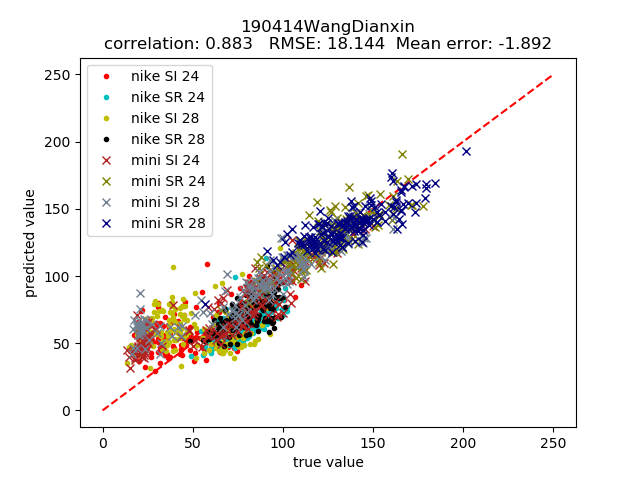 190414WangDianxin
correlation: 0.883   RMSE: 18.144  Mean error: -1.892
250
200
150
100
50
0
predicted value
nike SI 24
nike SR 24
nike SI 28
nike SR 28
mini SI 24
mini SR 24
mini SI 28
mini SR 28
0 50 100 150 200 250
true value